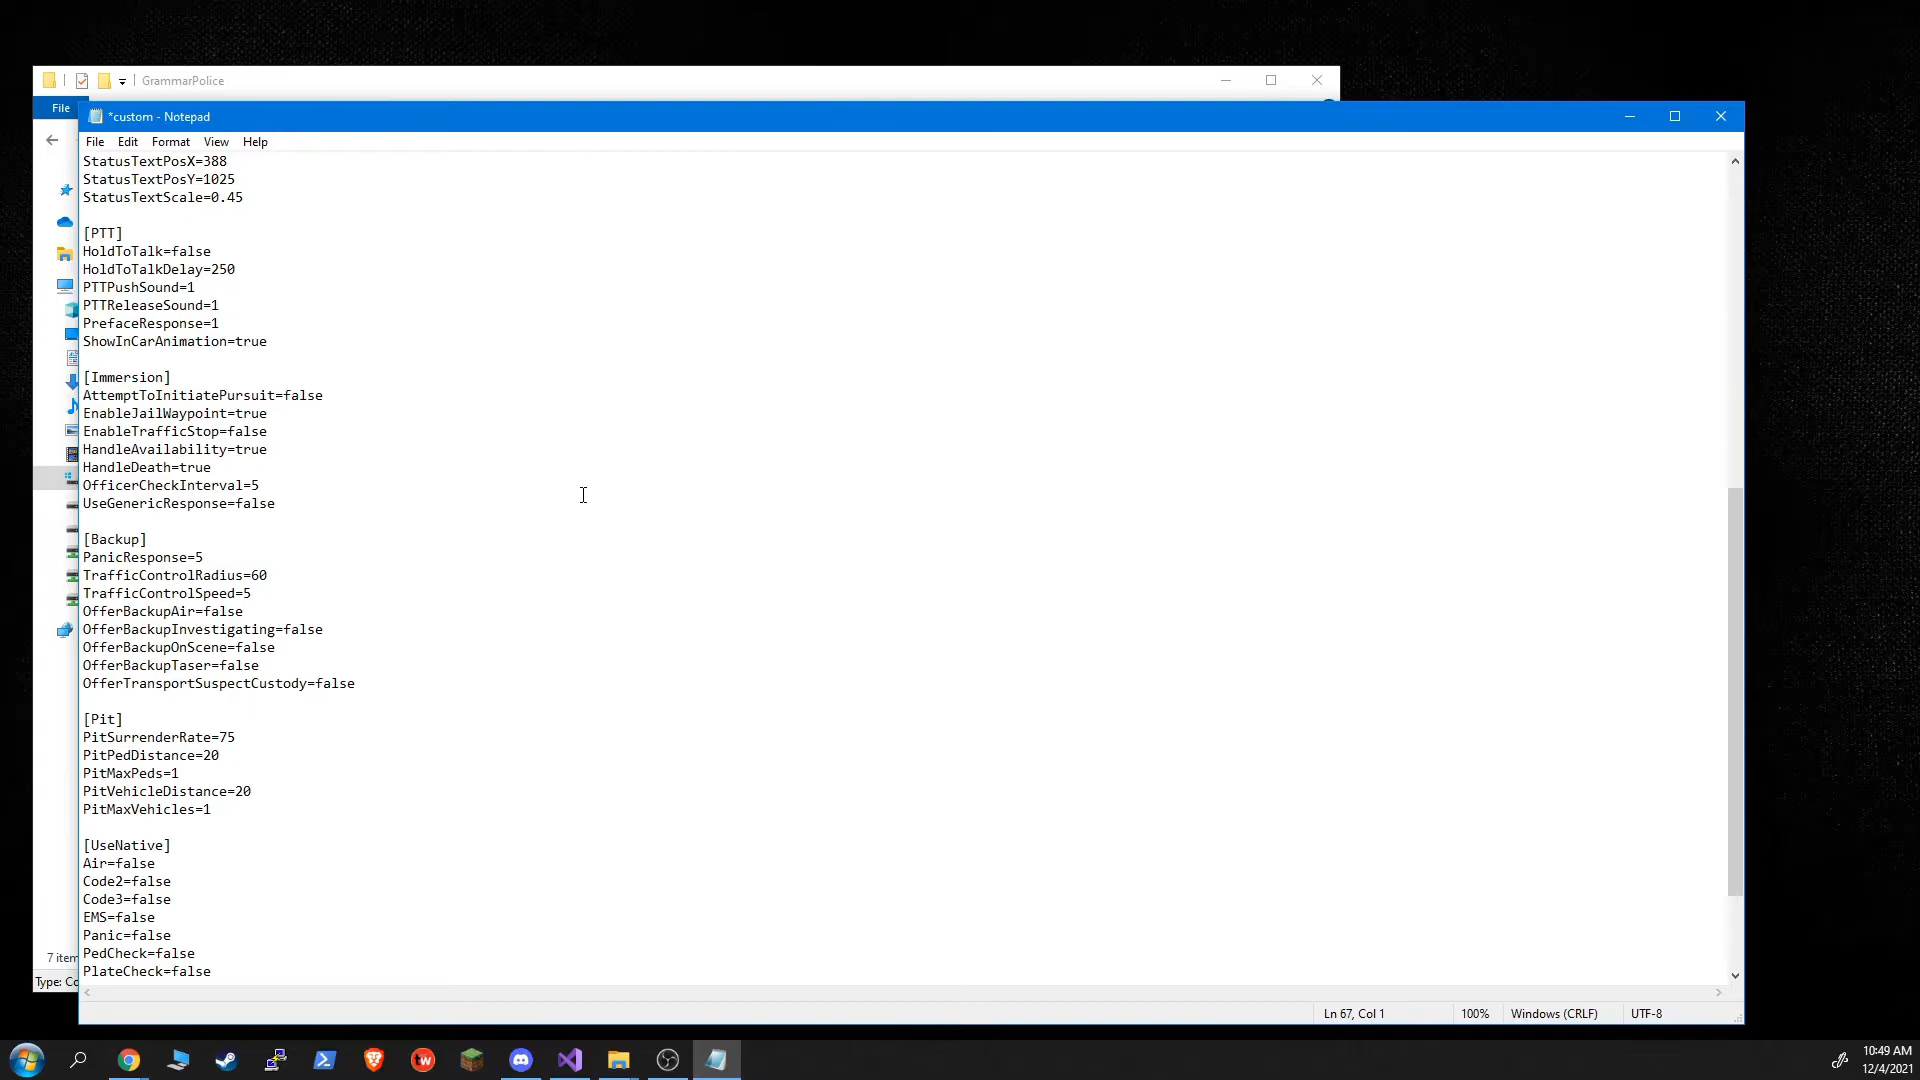 GrammarPolice
File
*custom - Notepad
File Edit Format View Help
StatusTextPosX=388
StatusTextPosY=1025
StatusTextScale=0.45
[PTT]
HoldToTalk=false
HoldToTalkDelay=250
PTTPushSound=1
PTTReleaseSound=1
PrefaceResponse=1
ShowInCarAnimation=true
[Immersion]
AttemptToInitiatePursuit=false
EnableJailWaypoint=true
EnableTrafficStop=false
HandleAvailability=true
HandleDeath=true
OfficerCheckInterval=5
UseGenericResponse=false
[Backup]
PanicResponse=5
TrafficControlRadius=60
TrafficControlSpeed=5
OfferBackupAir=false
OfferBackupInvestigating=false
OfferBackupOnScene=false
OfferBackupTaser=false
OfferTransportSuspectCustody=false
[Pit]
PitSurrenderRate=75
PitPedDistance=20
PitMaxPeds=1
PitVehicleDistance=20
PitMaxVehicles=1
[UseNative]
Air=false
Code2=false
Code3=false
EMS=false
Panic=false
PedCheck=false
PlateCheck=false
7 item
Type: Co
Ln 67, Col 1 100% Windows (CRLF) UTF-8
10:49 AM
12/4/2021